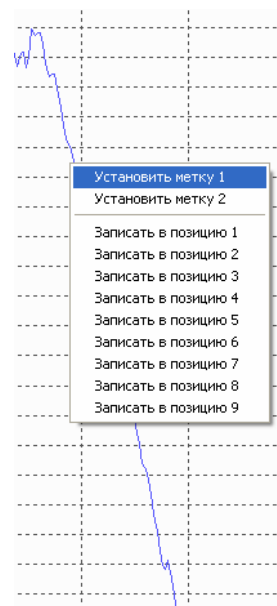 Установить метку 1
Установить метку 2
Записать в позицию 1
Записать в позицию 2
Записать в позицию 3
Записать в позицию 4
Записать в позицию 5
Записать в позицию 6
Записать в позицию 7
Записать в позицию 8
Записать в позицию 9